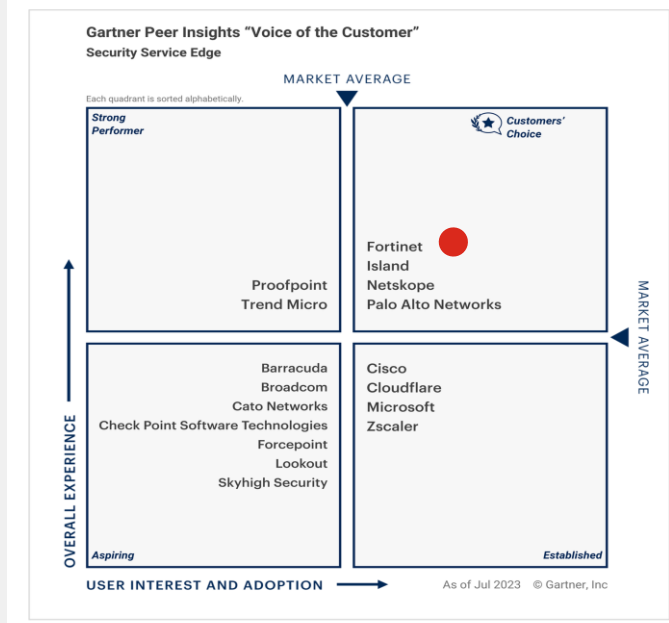 Gartner Peer Insights “Voice of the Customer”
Security Service Edge
MARKET AVERAGE
Each quadrant is sorted alphabetically.
Strong
Performer
Customers’
Choice
Proofpoint
Trend Micro
Fortinet
Island
Netskope
Palo Alto Networks
MARKET AVERAGE
Barracuda
Broadcom
Cato Networks
Check Point Software Technologies
Forcepoint
Lookout
Skyhigh Security
Cisco
Cloudflare
Microsoft
Zscaler
OVERALL EXPERIENCE
Aspiring
Established
USER INTEREST AND ADOPTION
As of Jul 2023 © Gartner, Inc